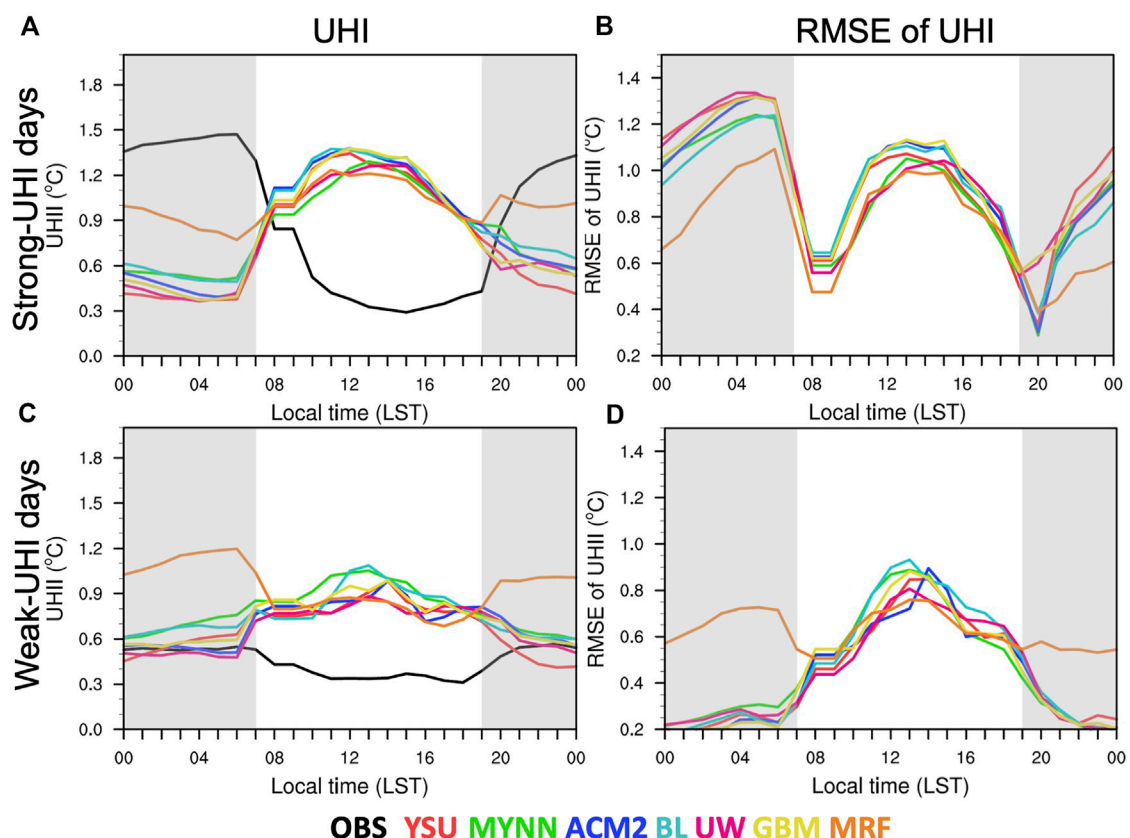 A UHI B RMSE of UHI
Strong-UHI days
UHII (°C)
1.8
1.5
1.2
0.9
0.6
0.3
0.0
00 04 08 12 16 20 00
Local time (LST)
RMSE of UHII (°C)
1.4
1.2
1.0
0.8
0.6
0.4
0.2
00 04 08 12 16 20 00
Local time (LST)
C D
Weak-UHI days
UHII (°C)
1.8
1.5
1.2
0.9
0.6
0.3
0.0
00 04 08 12 16 20 00
Local time (LST)
RMSE of UHII (°C)
1.4
1.2
1.0
0.8
0.6
0.4
0.2
00 04 08 12 16 20 00
Local time (LST)
OBS YSU MYNN ACM2 BL UW GBM MRF